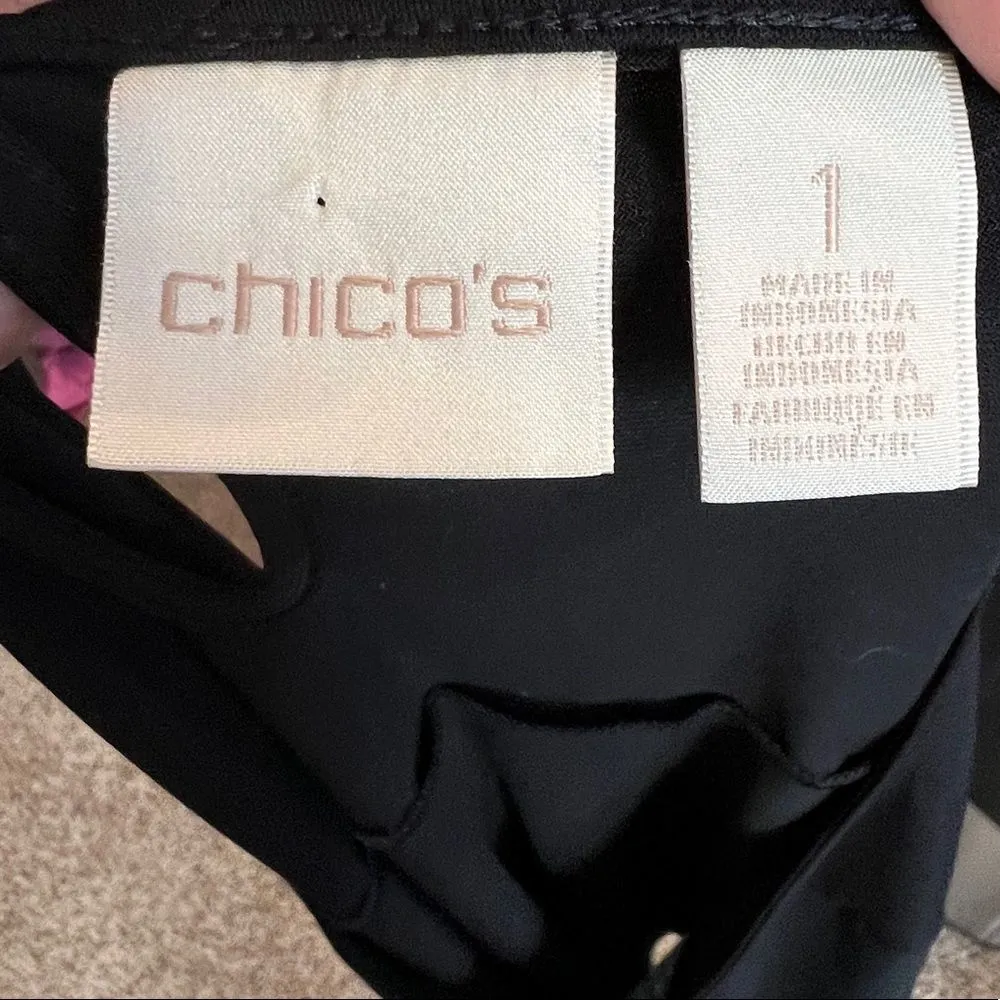 chico's
1
MADE IN
INDONESIA
HECHO EN
INDONESIA
FABRIQUÉ EN
INDONÉSIE